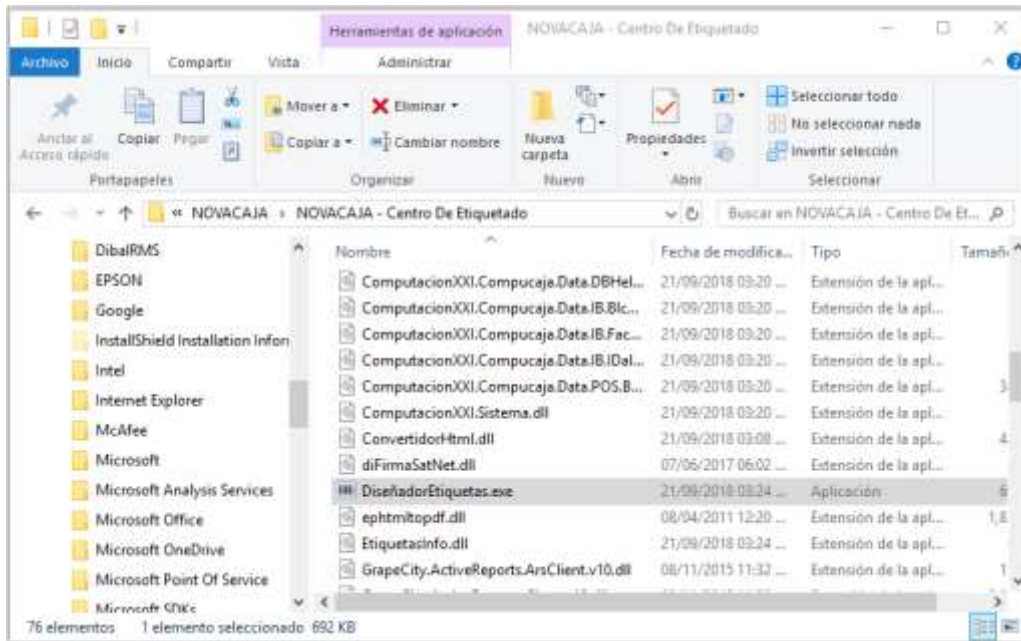 Herramientas de aplicación NOVACAJA - Centro De Etiquetado
Archivo Inicio Compartir Vista Administrar
Anclar al Acceso rápido
Copiar
Pegar
Mover a
Copiar a
Eliminar
Cambiar nombre
Nueva carpeta
Propiedades
Seleccionar todo
No seleccionar nada
Invertir selección
Portapapeles Organizar Nuevo Abrir Seleccionar
« NOVACAJA › NOVACAJA - Centro De Etiquetado Buscar en NOVACAJA - Centro De Et...
DibalRMS
EPSON
Google
InstallShield Installation Infor
Intel
Internet Explorer
McAfee
Microsoft
Microsoft Analysis Services
Microsoft Office
Microsoft OneDrive
Microsoft Point Of Service
Microsoft SDKs
Nombre Fecha de modifica... Tipo Tamañ
ComputacionXXI.Compucaja.Data.DBHel... 21/09/2018 03:20 ... Extensión de la apl...
ComputacionXXI.Compucaja.Data.IB.Blc... 21/09/2018 03:20 ... Extensión de la apl...
ComputacionXXI.Compucaja.Data.IB.Fac... 21/09/2018 03:20 ... Extensión de la apl...
ComputacionXXI.Compucaja.Data.IB.IDal... 21/09/2018 03:20 ... Extensión de la apl...
ComputacionXXI.Compucaja.Data.POS.B... 21/09/2018 03:20 ... Extensión de la apl... 3
ComputacionXXI.Sistema.dll 21/09/2018 03:20 ... Extensión de la apl...
ConvertidorHtml.dll 21/09/2018 03:08 ... Extensión de la apl... 4
diFirmaSatNet.dll 07/06/2017 06:02 ... Extensión de la apl...
DiseñadorEtiquetas.exe 21/09/2018 03:24 ... Aplicación 6
ephtmltopdf.dll 08/04/2011 12:20 ... Extensión de la apl... 1,8
EtiquetasInfo.dll 21/09/2018 03:24 ... Extensión de la apl...
GrapeCity.ActiveReports.ArsClient.v10.dll 08/11/2015 11:32 ... Extensión de la apl... 1
76 elementos 1 elemento seleccionado 692 KB